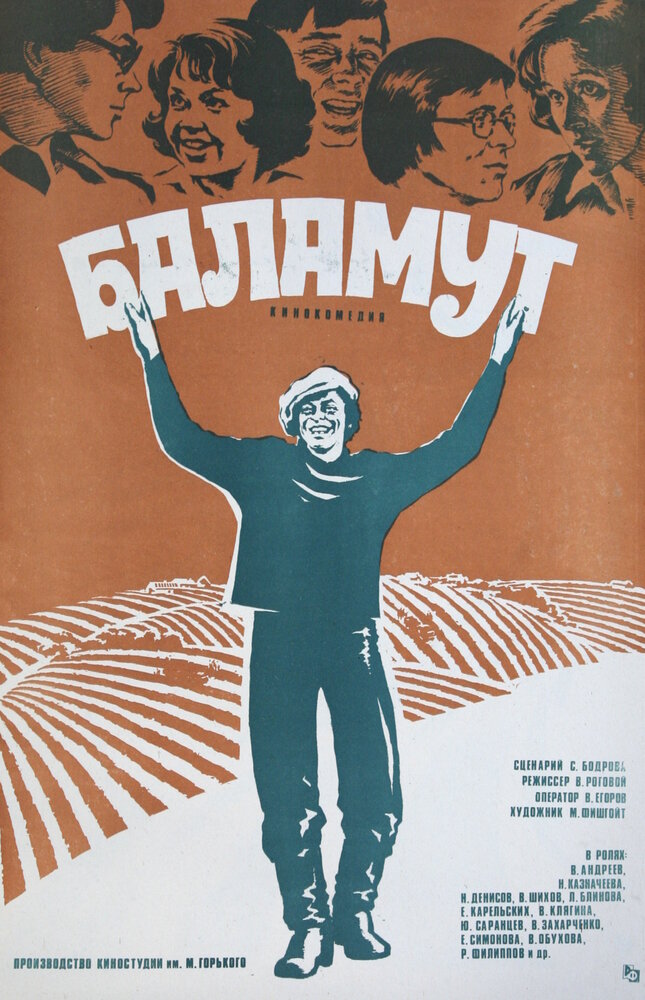 БАЛАМУТ
КИНОКОМЕДИЯ
СЦЕНАРИЙ С. БОДРОВА
РЕЖИССЕР В. РОГОВОЙ
ОПЕРАТОР В. ЕГОРОВ
ХУДОЖНИК М. ФИШГОЙТ
В РОЛЯХ:
В. АНДРЕЕВ,
Н. КАЗНАЧЕЕВА,
Н. ДЕНИСОВ, В. ШИХОВ, Л. БЛИНОВА,
Е. КАРЕЛЬСКИХ, В. КЛЯГИНА,
Ю. САРАНЦЕВ, В. ЗАХАРЧЕНКО,
Е. СИМОНОВА, В. ОБУХОВА,
Р. ФИЛИППОВ и др.
ПРОИЗВОДСТВО КИНОСТУДИИ им. М. ГОРЬКОГО